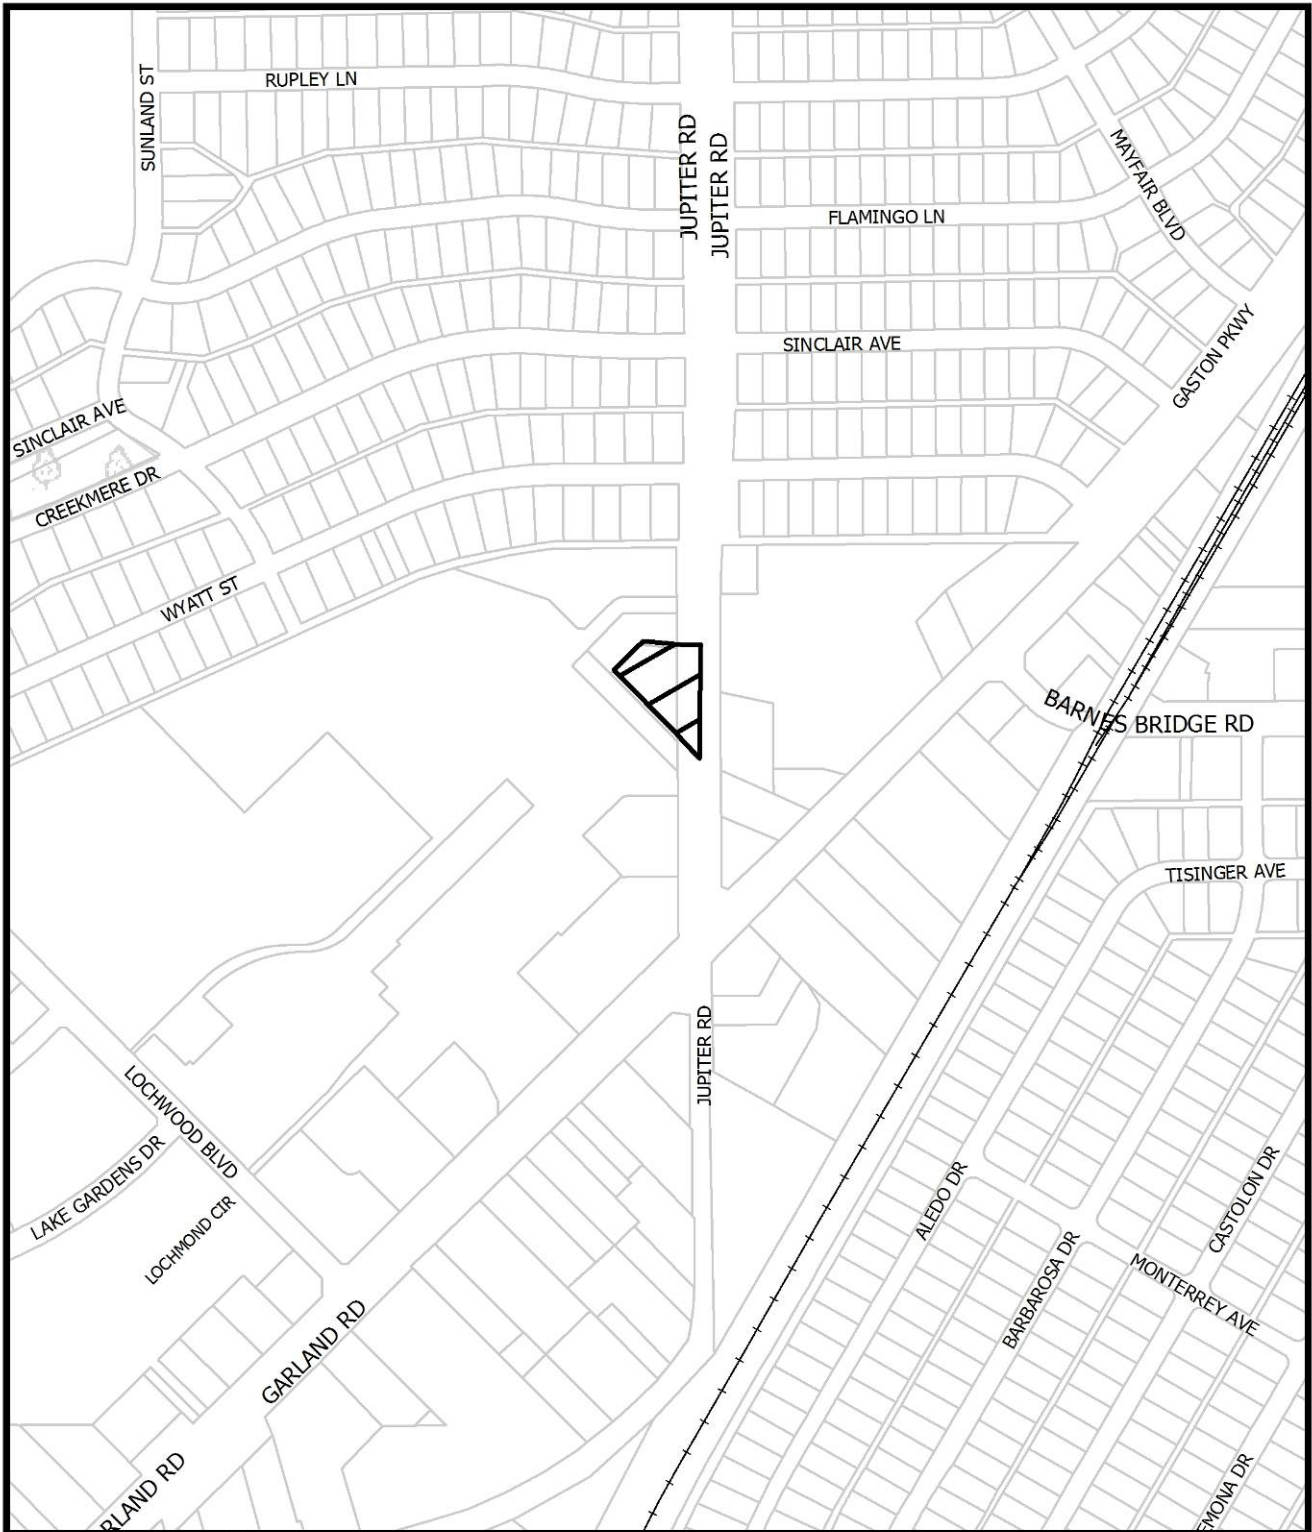 RUPLEY LN
SUNLAND ST
JUPITER RD
JUPITER RD
MAYFAIR BLVD
FLAMINGO LN
SINCLAIR AVE
GASTON PKWY
SINCLAIR AVE
CREEKMERE DR
WYATT ST
BARNES BRIDGE RD
TISINGER AVE
JUPITER RD
LOCHWOOD BLVD
LAKE GARDENS DR
LOCHMOND CIR
ALEDO DR
CASTOLON DR
BARBAROSA DR
MONTERREY AVE
GARLAND RD
RLAND RD
EMONA DR